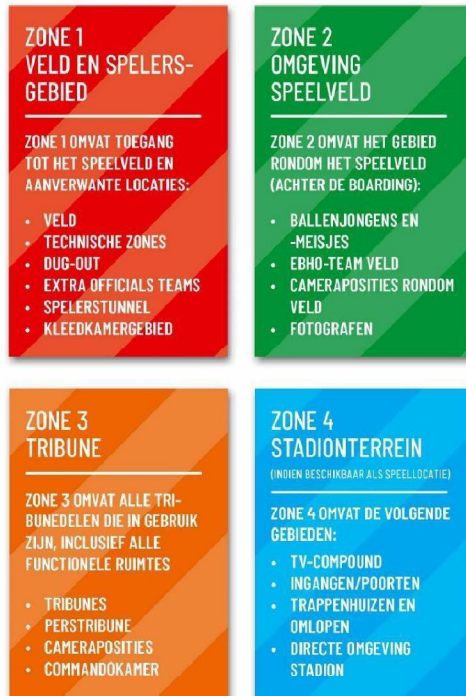 ZONE 1
VELD EN SPELERS-
GEBIED
ZONE 1 OMVAT TOEGANG
TOT HET SPEELVELD EN
AANVERWANTE LOCATIES:
• VELD
• TECHNISCHE ZONES
• DUG-OUT
• EXTRA OFFICIALS TEAMS
• SPELERSTUNNEL
• KLEEDKAMERGEBIED
ZONE 2
OMGEVING
SPEELVELD
ZONE 2 OMVAT HET GEBIED
RONDOM HET SPEELVELD
(ACHTER DE BOARDING):
• BALLENJONGENS EN
-MEISJES
• EBHO-TEAM VELD
• CAMERAPOSITIES RONDOM
VELD
• FOTOGRAFEN
ZONE 3
TRIBUNE
ZONE 3 OMVAT ALLE TRI-
BUNEDELEN DIE IN GEBRUIK
ZIJN, INCLUSIEF ALLE
FUNCTIONELE RUIMTES
• TRIBUNES
• PERSTRIBUNE
• CAMERAPOSITIES
• COMMANDOKAMER
ZONE 4
STADIONTERREIN
(INDIEN BESCHIKBAAR ALS SPEELLOCATIE)
ZONE 4 OMVAT DE VOLGENDE
GEBIEDEN:
• TV-COMPOUND
• INGANGEN/POORTEN
• TRAPPENHUIZEN EN
OMLOPEN
• DIRECTE OMGEVING
STADION